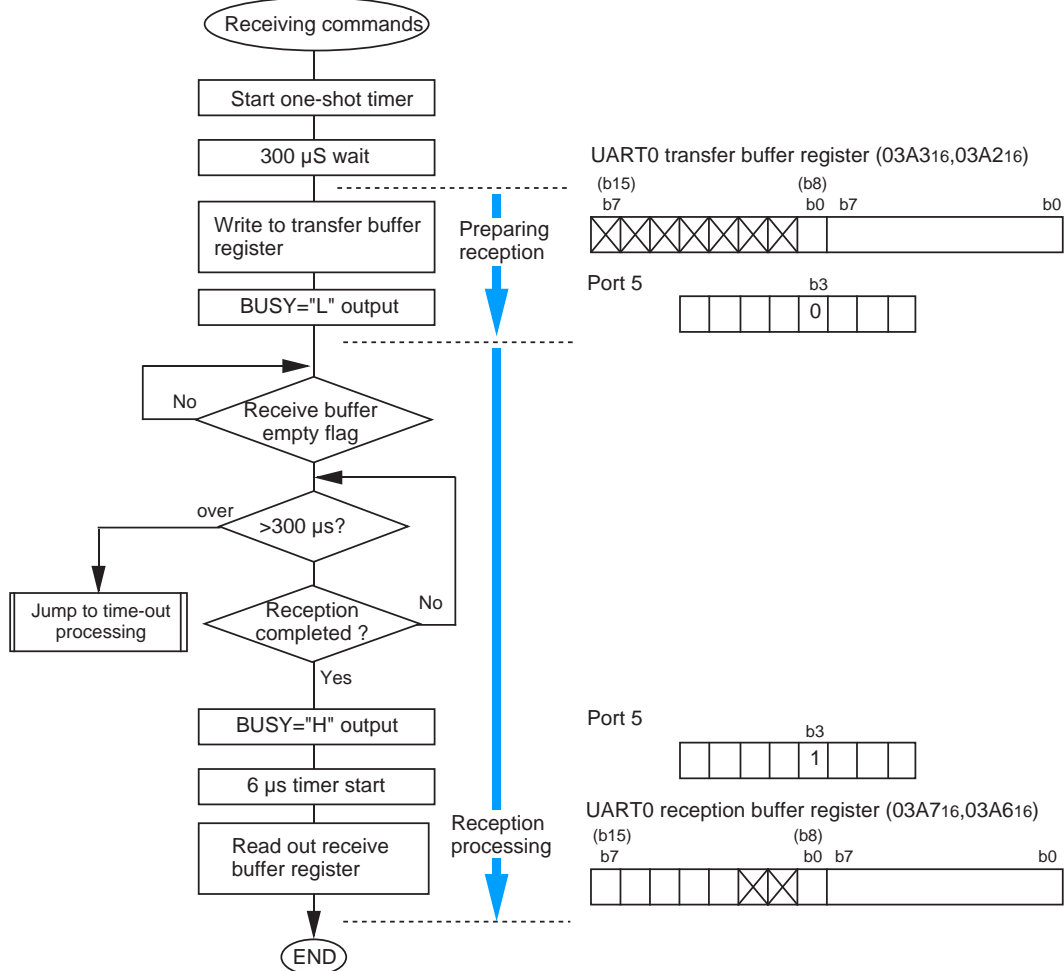 Receiving commands
Start one-shot timer
300 µS wait
Write to transfer buffer
register
BUSY="L" output
No
Receive buffer
empty flag
over
>300 µs?
Jump to time-out
processing
No
Reception
completed ?
Yes
BUSY="H" output
6 µs timer start
Read out receive
buffer register
END
Preparing
reception
Reception
processing
UART0 transfer buffer register (03A316,03A216)
(b15) (b8)
b7 b0 b7 b0
Port 5
b3
0
Port 5
b3
1
UART0 reception buffer register (03A716,03A616)
(b15) (b8)
b7 b0 b7 b0